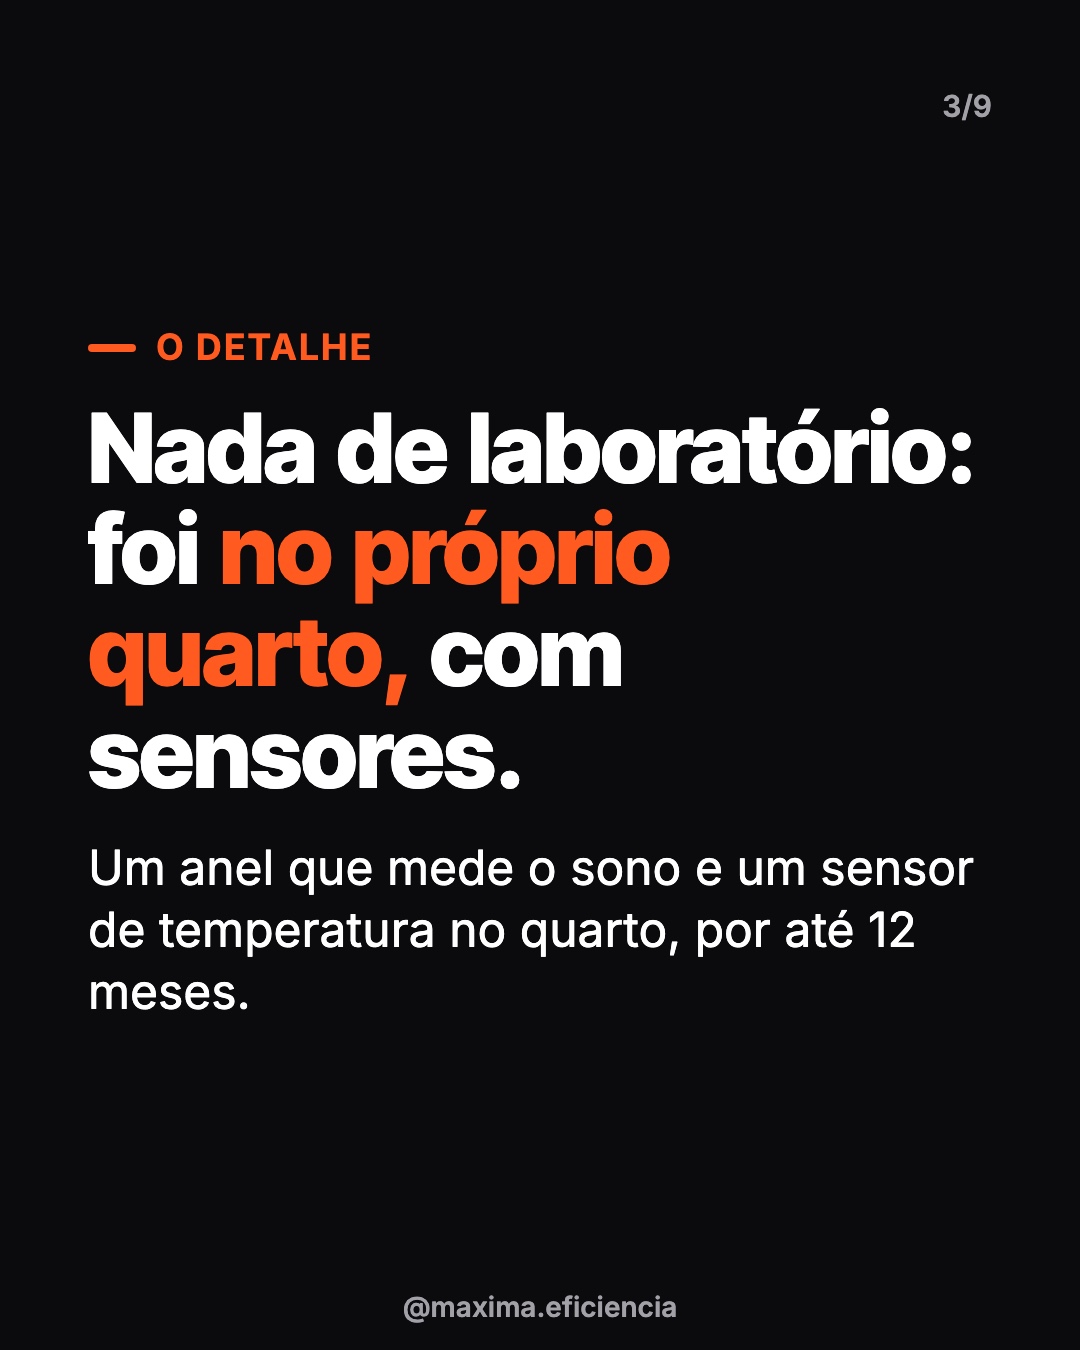 3/9
O DETALHE
Nada de laboratório:
foi no próprio
quarto, com
sensores.
Um anel que mede o sono e um sensor
de temperatura no quarto, por até 12
meses.
@maxima.eficiencia